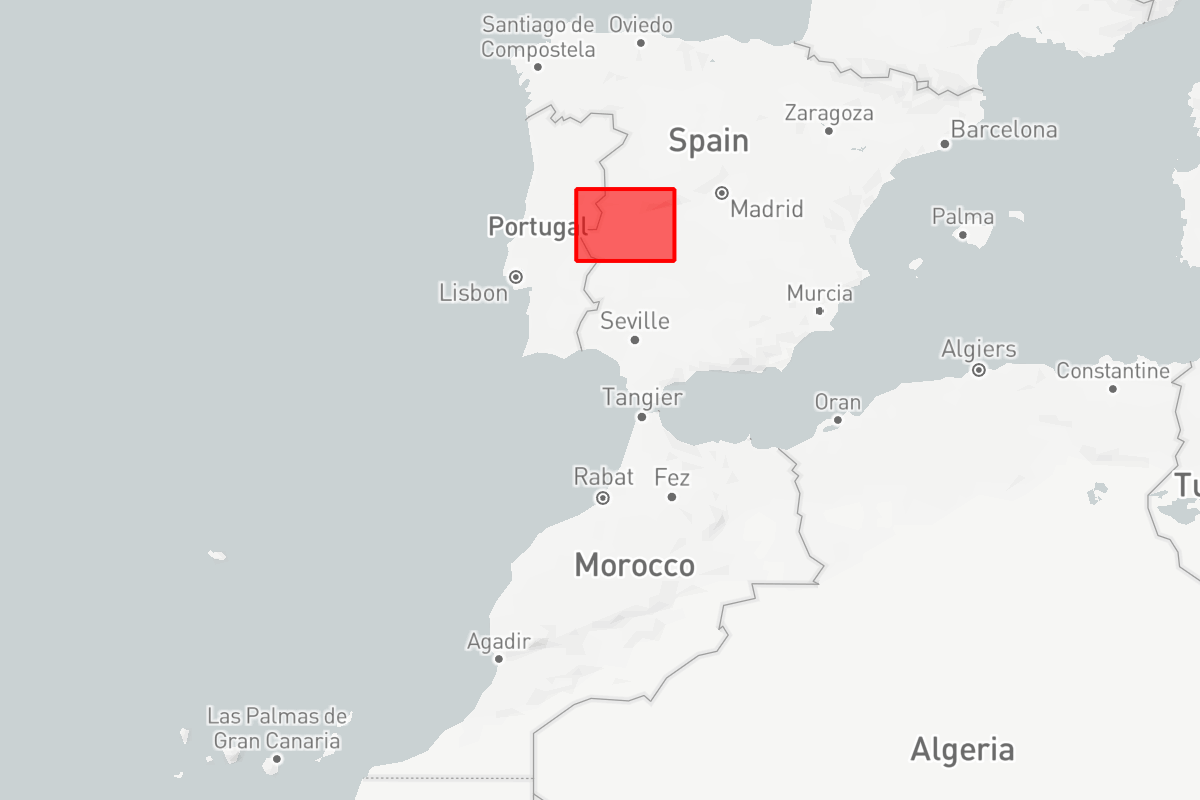 Santiago de
Compostela
Oviedo
Zaragoza
Barcelona
Spain
Madrid
Palma
Portugal
Lisbon
Murcia
Seville
Algiers
Constantine
Tangier
Oran
Rabat
Fez
Tu
Morocco
Agadir
Las Palmas de
Gran Canaria
Algeria